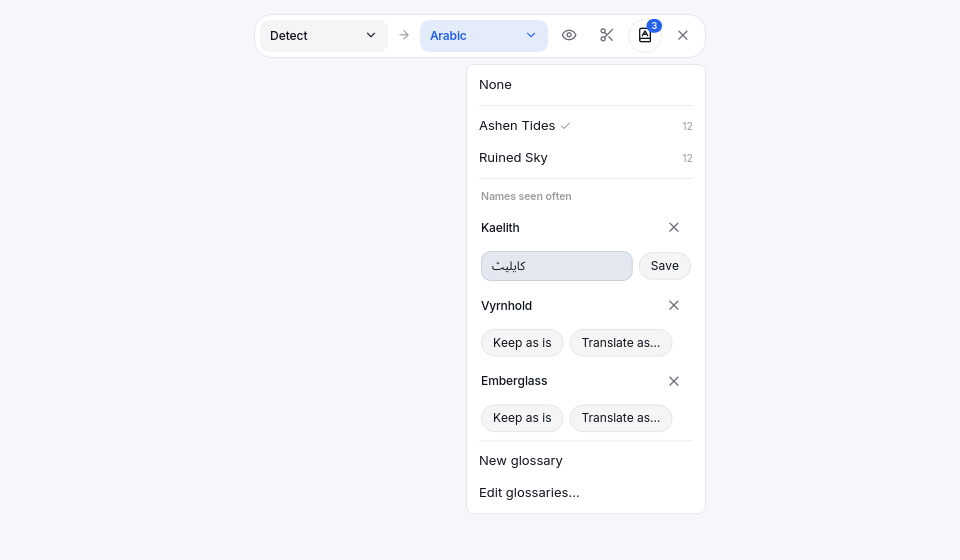 Detect
Arabic
3
None
Ashen Tides
12
Ruined Sky
12
Names seen often
Kaelith
كايليث
Save
Vyrnhold
Keep as is
Translate as...
Emberglass
Keep as is
Translate as...
New glossary
Edit glossaries...